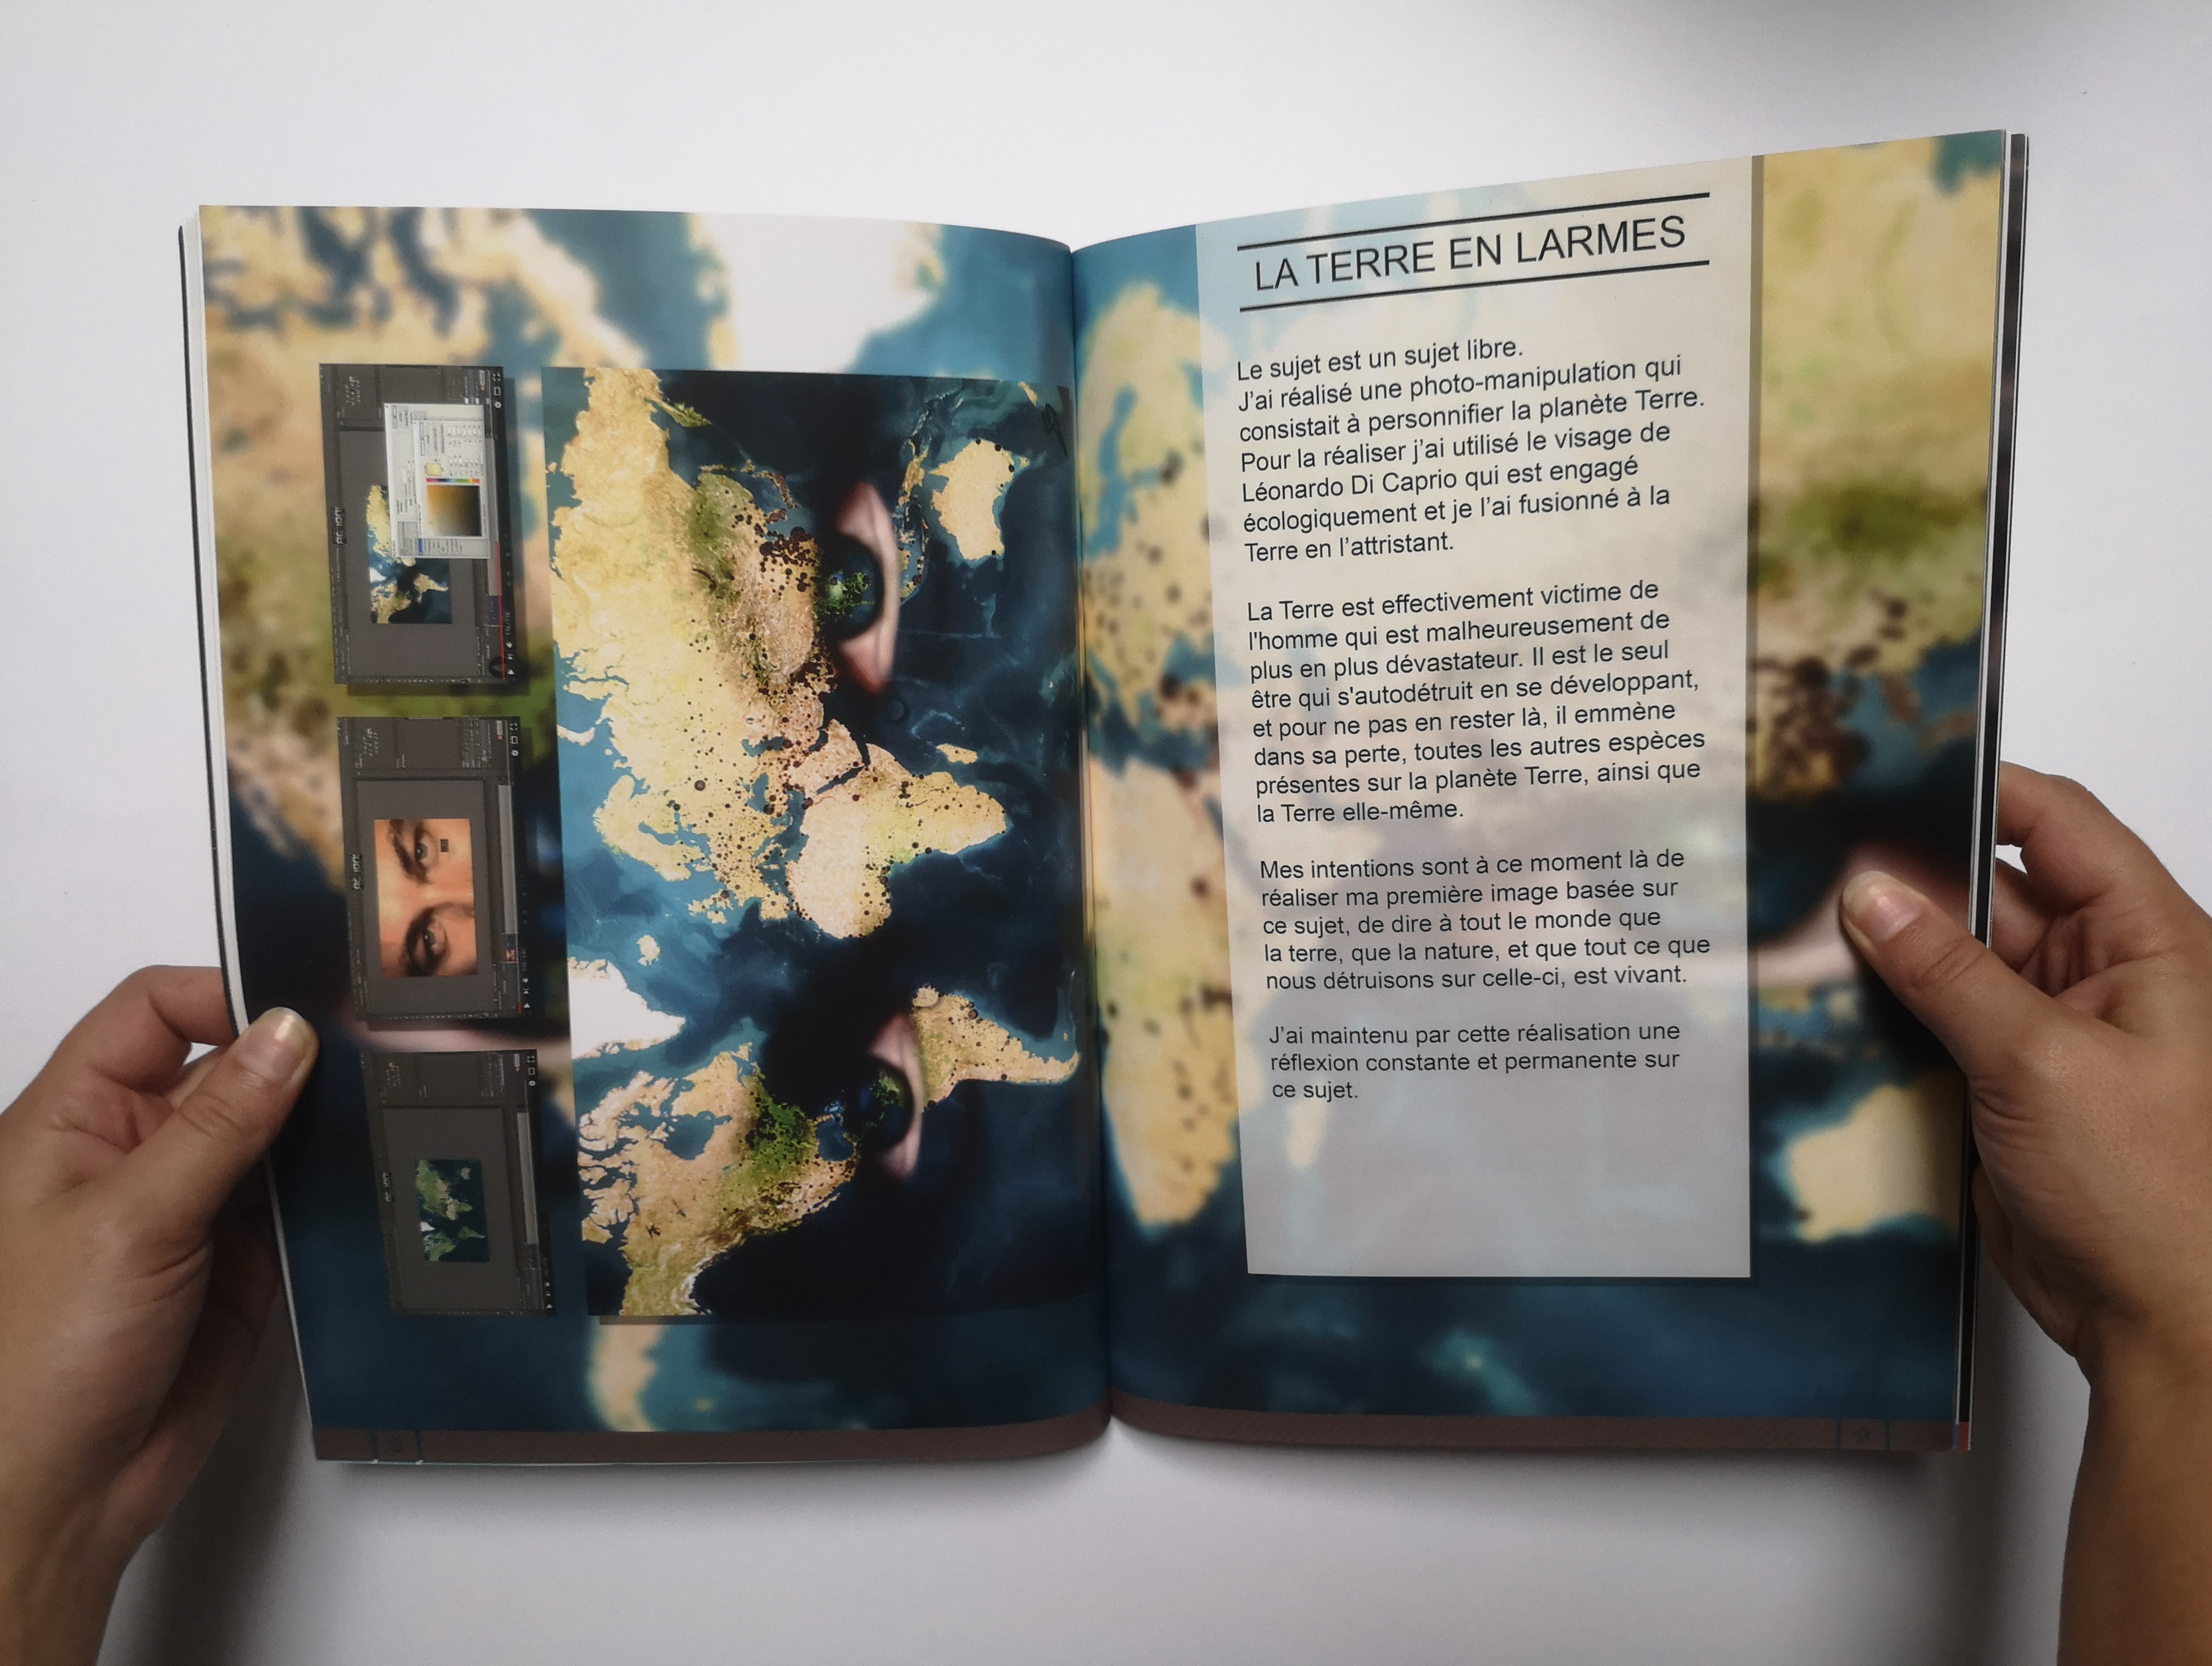 LA TERRE EN LARMES
Le sujet est un sujet libre.
J'ai réalisé une photo-manipulation qui
consistait à personnifier la planète Terre.
Pour la réaliser j'ai utilisé le visage de
Léonardo Di Caprio qui est engagé
écologiquement et je l'ai fusionné à la
Terre en l'attristant.
La Terre est effectivement victime de
l'homme qui est malheureusement de
plus en plus dévastateur. Il est le seul
être qui s'autodétruit en se développant,
et pour ne pas en rester là, il emmène
dans sa perte, toutes les autres espèces
présentes sur la planète Terre, ainsi que
la Terre elle-même.
Mes intentions sont à ce moment là de
réaliser ma première image basée sur
ce sujet, de dire à tout le monde que
la terre, que la nature, et que tout ce que
nous détruisons sur celle-ci, est vivant.
J'ai maintenu par cette réalisation une
réflexion constante et permanente sur
ce sujet.